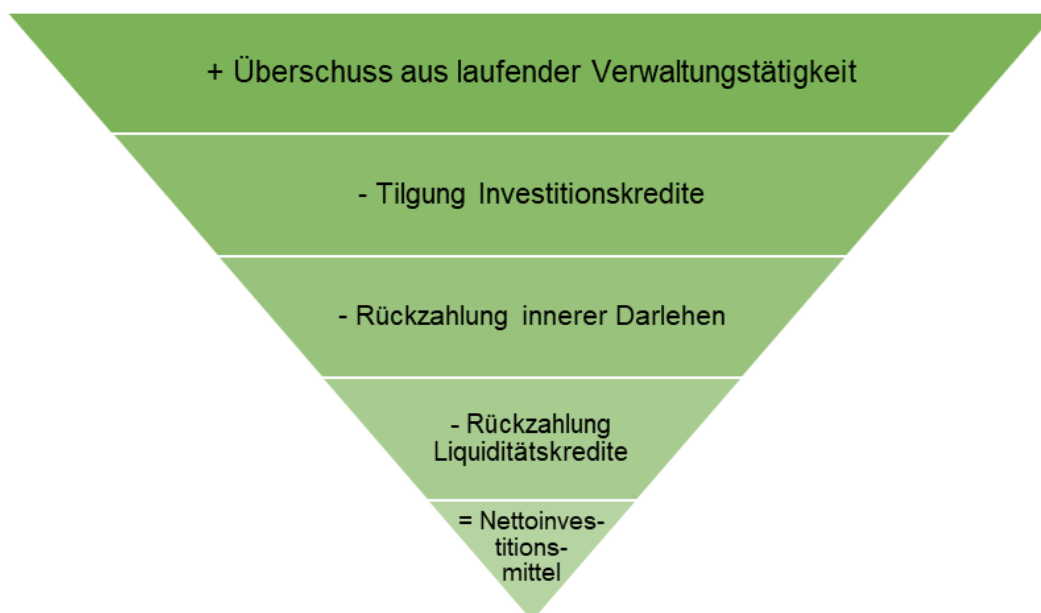 + Überschuss aus laufender Verwaltungstätigkeit
- Tilgung Investitionskredite
- Rückzahlung innerer Darlehen
- Rückzahlung
Liquiditätskredite
= Nettoinves-
titions-
mittel